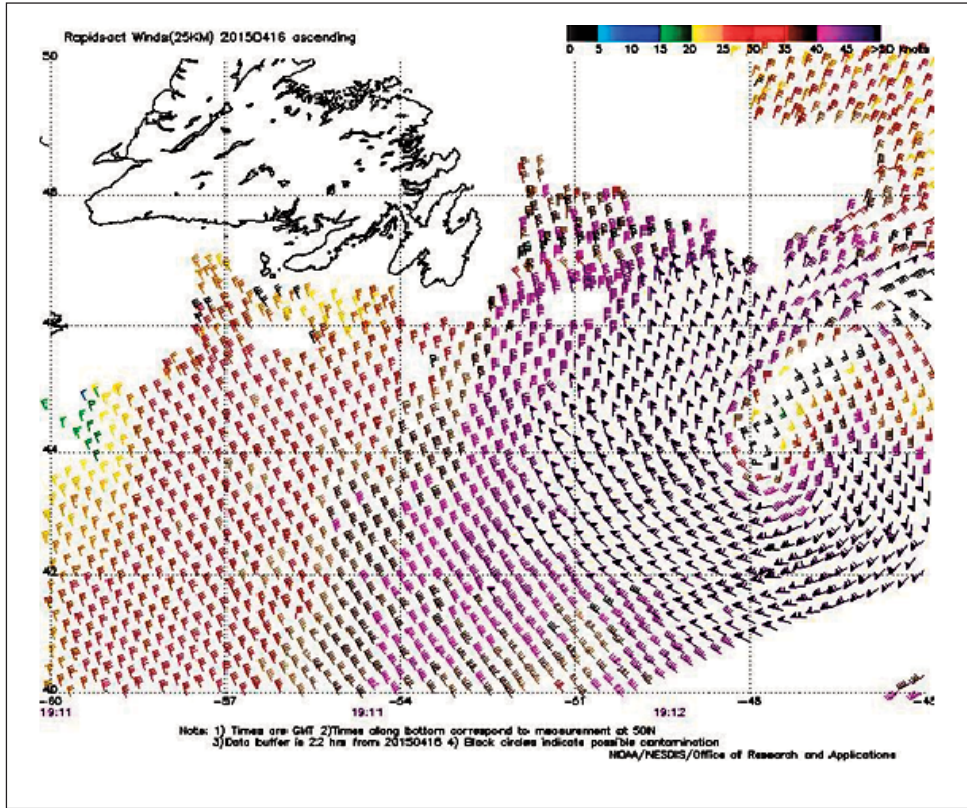 Rapidscat Winds(25KM) 20150416 ascending
0 5 10 15 20 25 30 35 40 45 >50 knots
50
44
42
-60 -57 -54 -51 -48 -45
19:11 19:11 19:12
Note: 1) Times are GMT 2)Times along bottom correspond to measurement at 50N
3)Data buffer is 22 hrs from 20150416 4) Black circles indicate possible contamination
NOAA/NESDIS/Office of Research and Applications